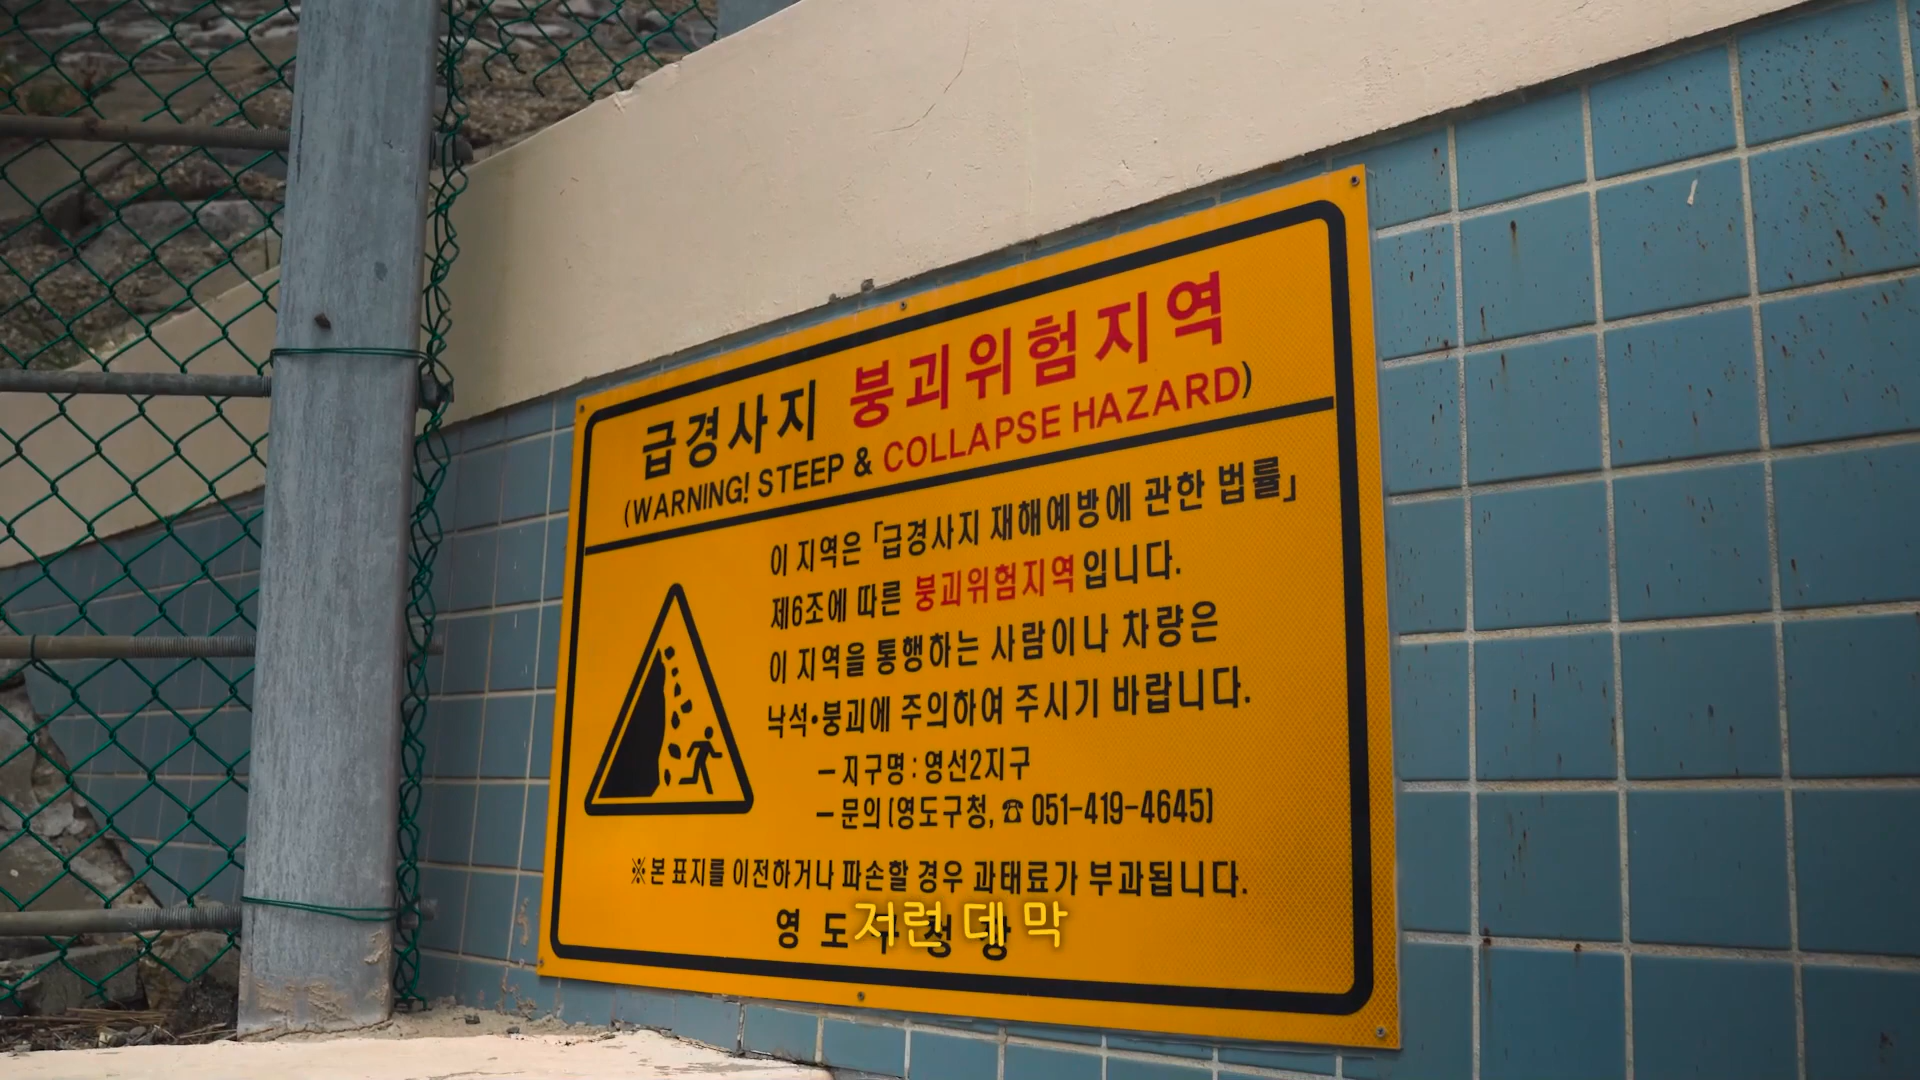 급경사지 붕괴위험지역
(WARNING! STEEP & COLLAPSE HAZARD)
이 지역은 「급경사지 재해예방에 관한 법률」
제6조에 따른 붕괴위험지역입니다.
이 지역을 통행하는 사람이나 차량은
낙석•붕괴에 주의하여 주시기 바랍니다.
– 지구명 : 영선2지구
– 문의 (영도구청, ☎ 051-419-4645)
※본 표지를 이전하거나 파손할 경우 과태료가 부과됩니다.
영도구청장
저런 데 막